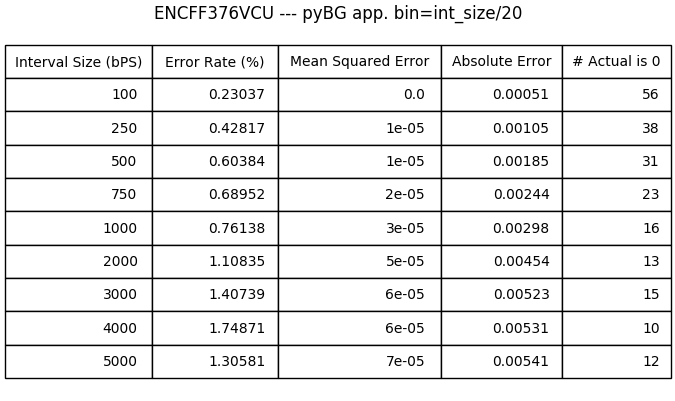 ENCFF376VCU --- pyBG app. bin=int_size/20
Interval Size (bPS) Error Rate (%) Mean Squared Error Absolute Error # Actual is 0
100 0.23037 0.0 0.00051 56
250 0.42817 1e-05 0.00105 38
500 0.60384 1e-05 0.00185 31
750 0.68952 2e-05 0.00244 23
1000 0.76138 3e-05 0.00298 16
2000 1.10835 5e-05 0.00454 13
3000 1.40739 6e-05 0.00523 15
4000 1.74871 6e-05 0.00531 10
5000 1.30581 7e-05 0.00541 12